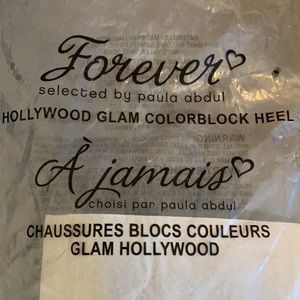 Forever♡
selected by paula abdul
HOLLYWOOD GLAM COLORBLOCK HEEL
À jamais♡
choisi par paula abdul
CHAUSSURES BLOCS COULEURS
GLAM HOLLYWOOD